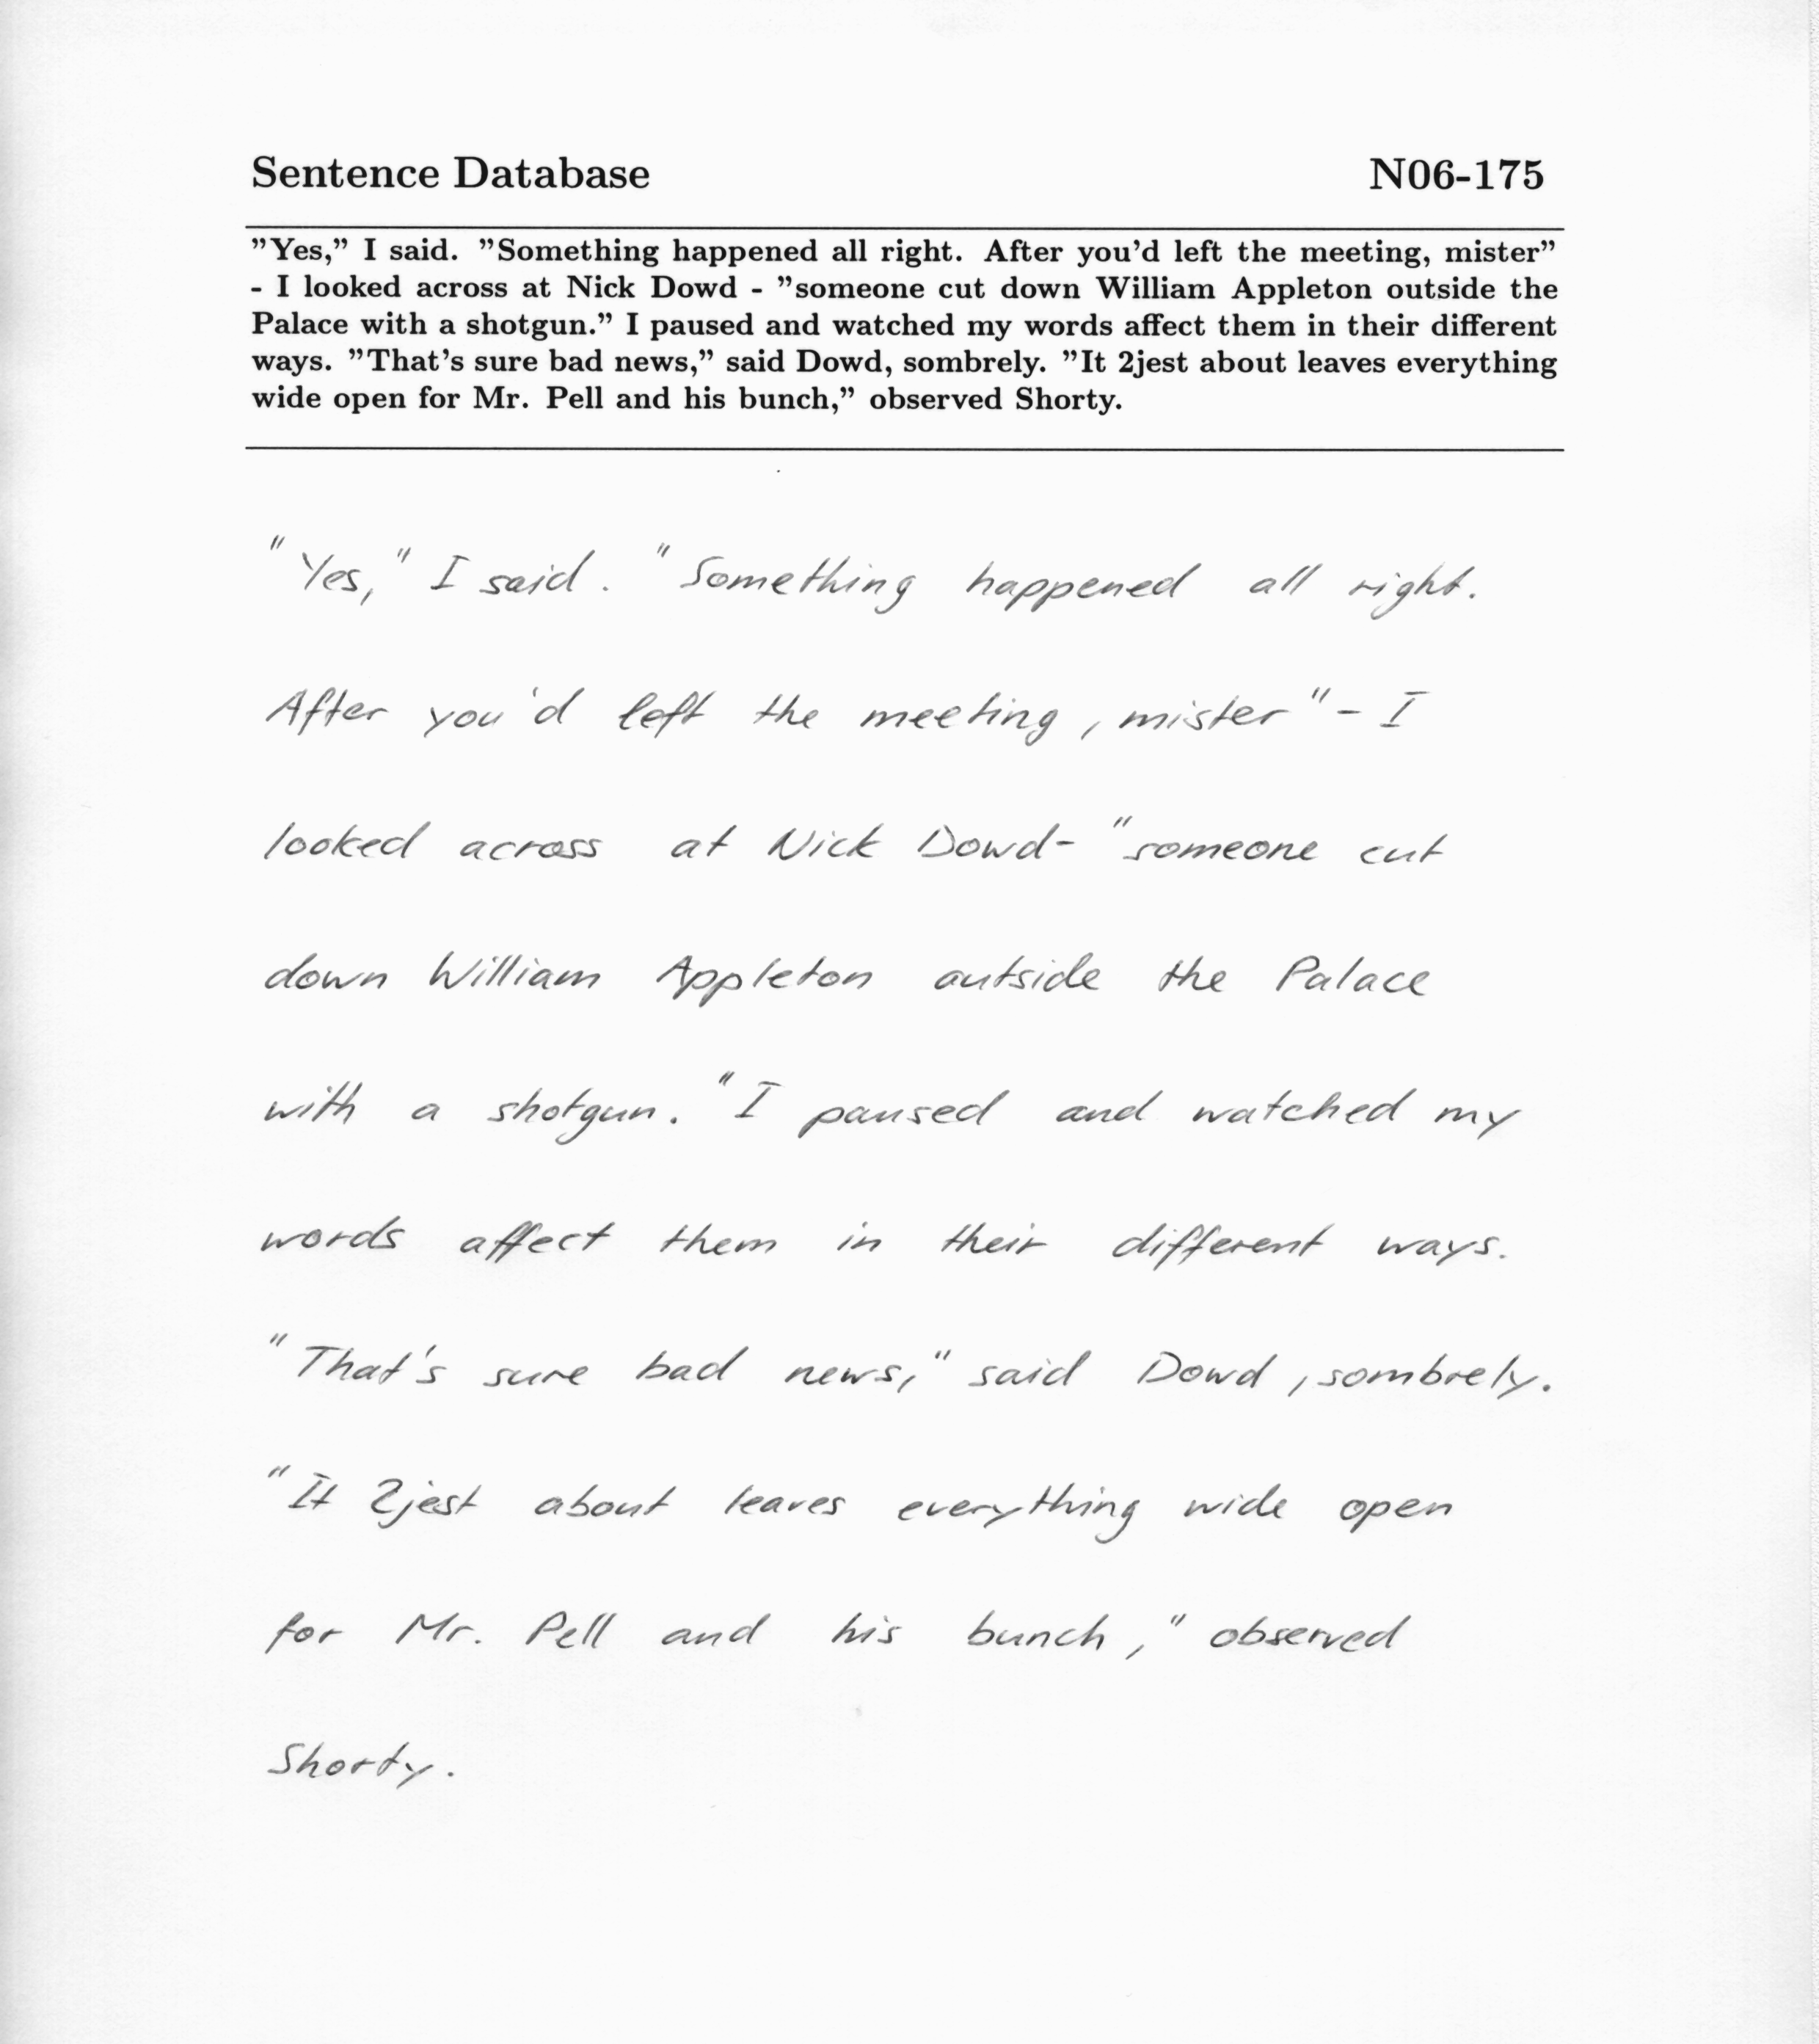 Sentence Database N06-175
”Yes,” I said. ”Something happened all right. After you’d left the meeting, mister”
- I looked across at Nick Dowd - ”someone cut down William Appleton outside the
Palace with a shotgun.” I paused and watched my words affect them in their different
ways. ”That’s sure bad news,” said Dowd, sombrely. ”It 2jest about leaves everything
wide open for Mr. Pell and his bunch,” observed Shorty.
"Yes," I said. "Something happened all right.
After you'd left the meeting, mister" - I
looked across at Nick Dowd- "someone cut
down William Appleton outside the Palace
with a shotgun." I paused and watched my
words affect them in their different ways.
"That's sure bad news," said Dowd, sombrely.
"It 2jest about leaves everything wide open
for Mr. Pell and his bunch," observed
Shorty.